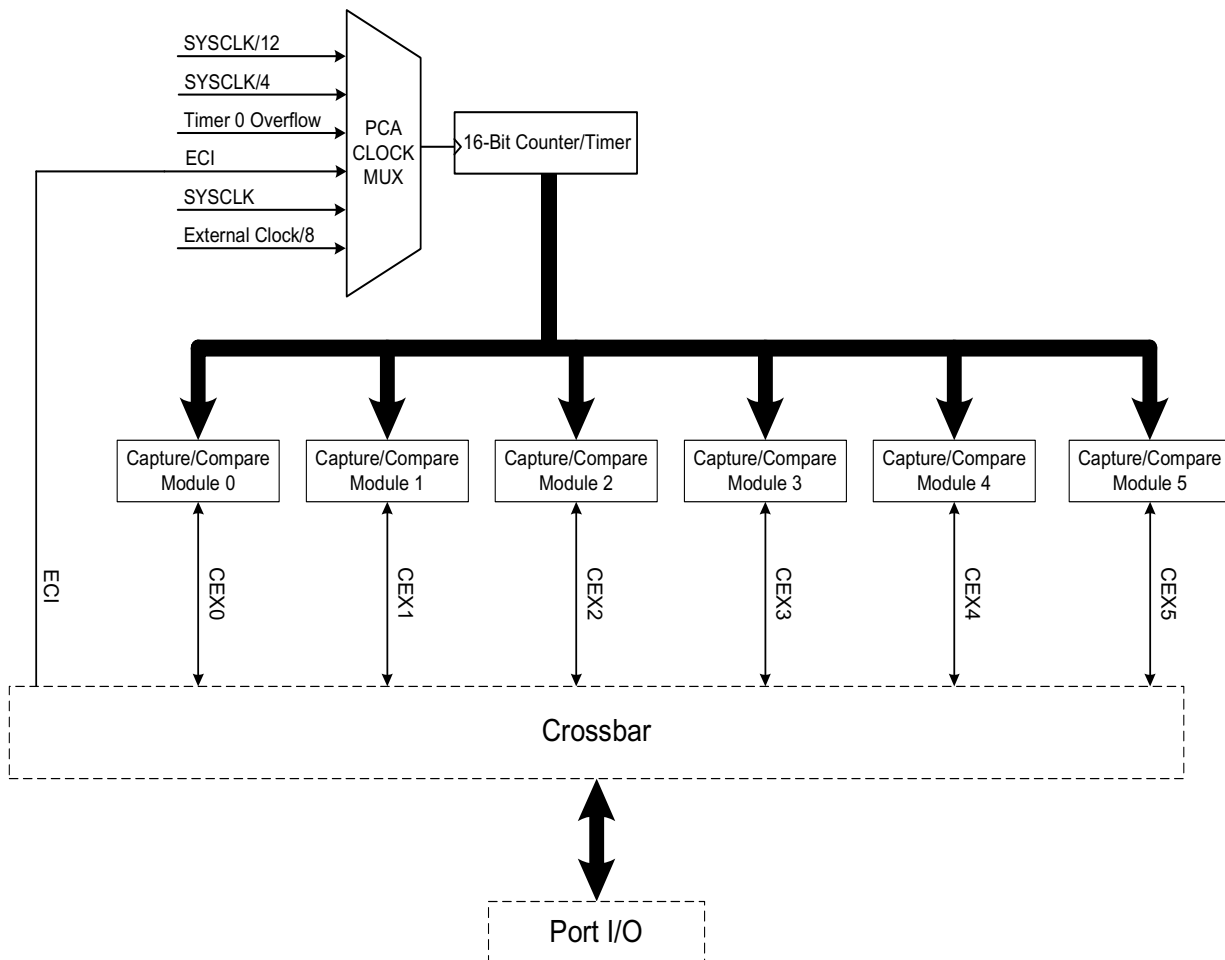 SYSCLK/12
SYSCLK/4
Timer 0 Overflow
ECI
SYSCLK
External Clock/8
PCA
CLOCK
MUX
16-Bit Counter/Timer
Capture/Compare
Module 0
Capture/Compare
Module 1
Capture/Compare
Module 2
Capture/Compare
Module 3
Capture/Compare
Module 4
Capture/Compare
Module 5
ECI
CEX0
CEX1
CEX2
CEX3
CEX4
CEX5
Crossbar
Port I/O